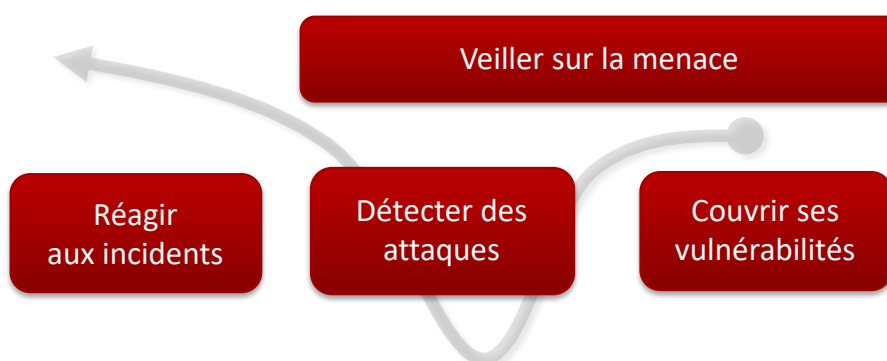 Veiller sur la menace
Réagir
aux incidents
Détecter des
attaques
Couvrir ses
vulnérabilités